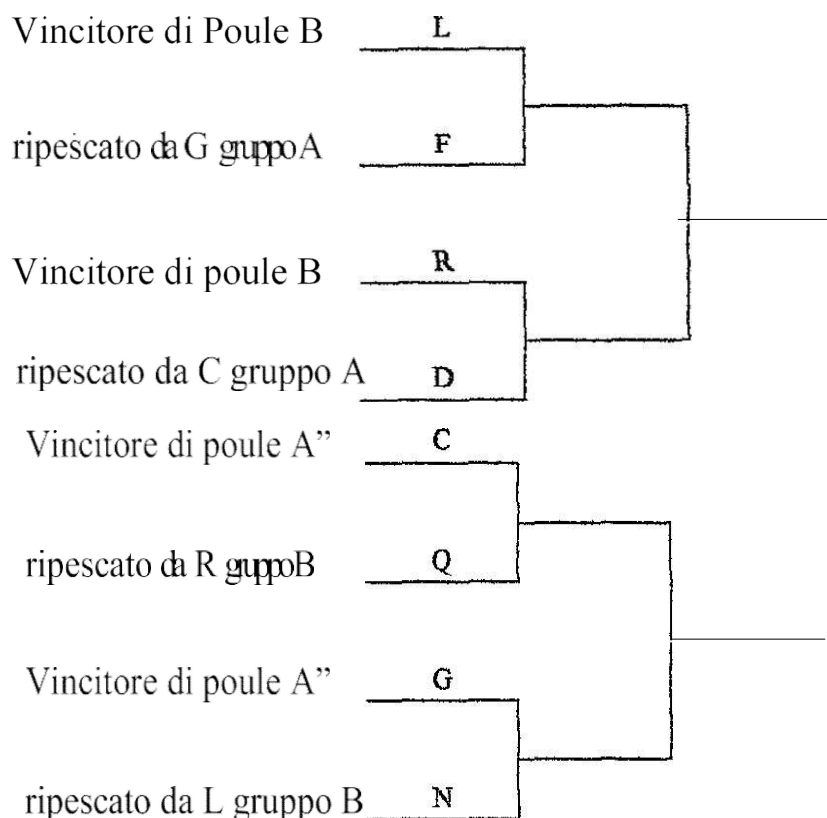 Vincitore di Poule B L
ripescato da G gruppo A F
Vincitore di poule B R
ripescato da C gruppo A D
Vincitore di poule A” C
ripescato da R gruppo B Q
Vincitore di poule A” G
ripescato da L gruppo B N